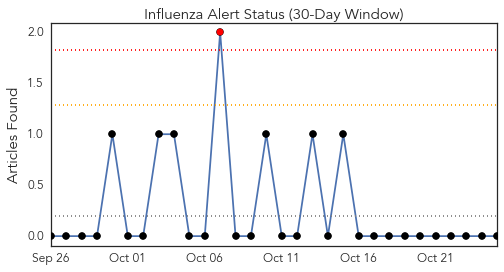 Influenza Alert Status (30-Day Window)
Articles Found
2.0
1.5
1.0
0.5
0.0
Sep 26 Oct 01 Oct 06 Oct 11 Oct 16 Oct 21